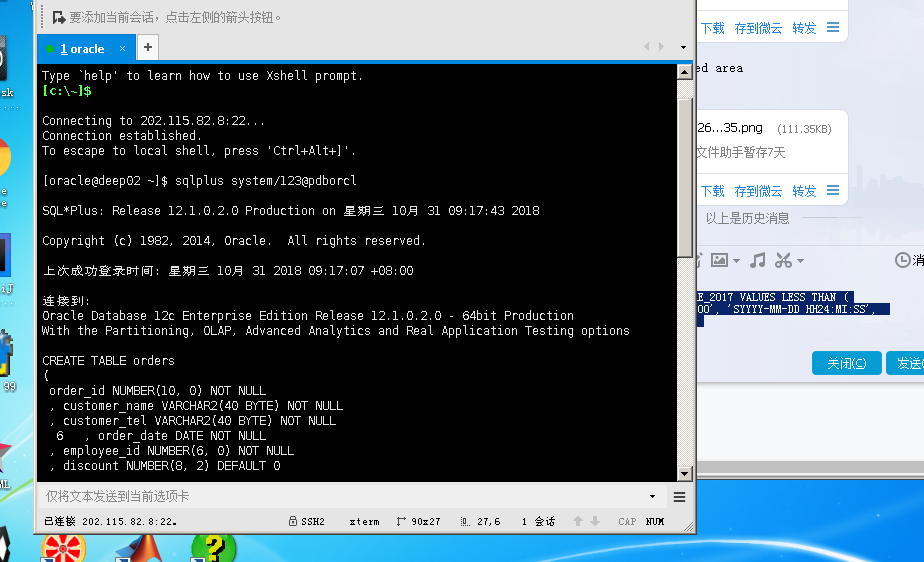 要添加当前会话，点击左侧的箭头按钮。
1 oracle
Type `help' to learn how to use Xshell prompt.
[c:\~]$
Connecting to 202.115.82.8:22...
Connection established.
To escape to local shell, press 'Ctrl+Alt+]'.
[oracle@deep02 ~]$ sqlplus system/123@pdborcl
SQL*Plus: Release 12.1.0.2.0 Production on 星期三 10月 31 09:17:43 2018
Copyright (c) 1982, 2014, Oracle.  All rights reserved.
上次成功登录时间: 星期三 10月 31 2018 09:17:07 +08:00
连接到:
Oracle Database 12c Enterprise Edition Release 12.1.0.2.0 - 64bit Production
With the Partitioning, OLAP, Advanced Analytics and Real Application Testing options
CREATE TABLE orders
(
 order_id NUMBER(10, 0) NOT NULL
 , customer_name VARCHAR2(40 BYTE) NOT NULL
 , customer_tel VARCHAR2(40 BYTE) NOT NULL
  6   , order_date DATE NOT NULL
 , employee_id NUMBER(6, 0) NOT NULL
 , discount NUMBER(8, 2) DEFAULT 0
仅将文本发送到当前选项卡
已连接 202.115.82.8:22。
SSH2
xterm
90x27
27,6
1 会话
CAP
NUM
下载 存到微云 转发
ed area
26...35.png (111.35KB)
文件助手暂存7天
下载 存到微云 转发
以上是历史消息
消
E_2017 VALUES LESS THAN (
00', 'SYYYY-MM-DD HH24:MI:SS',
关闭(C)
发送(
sk
e
e
iJ
99
ML